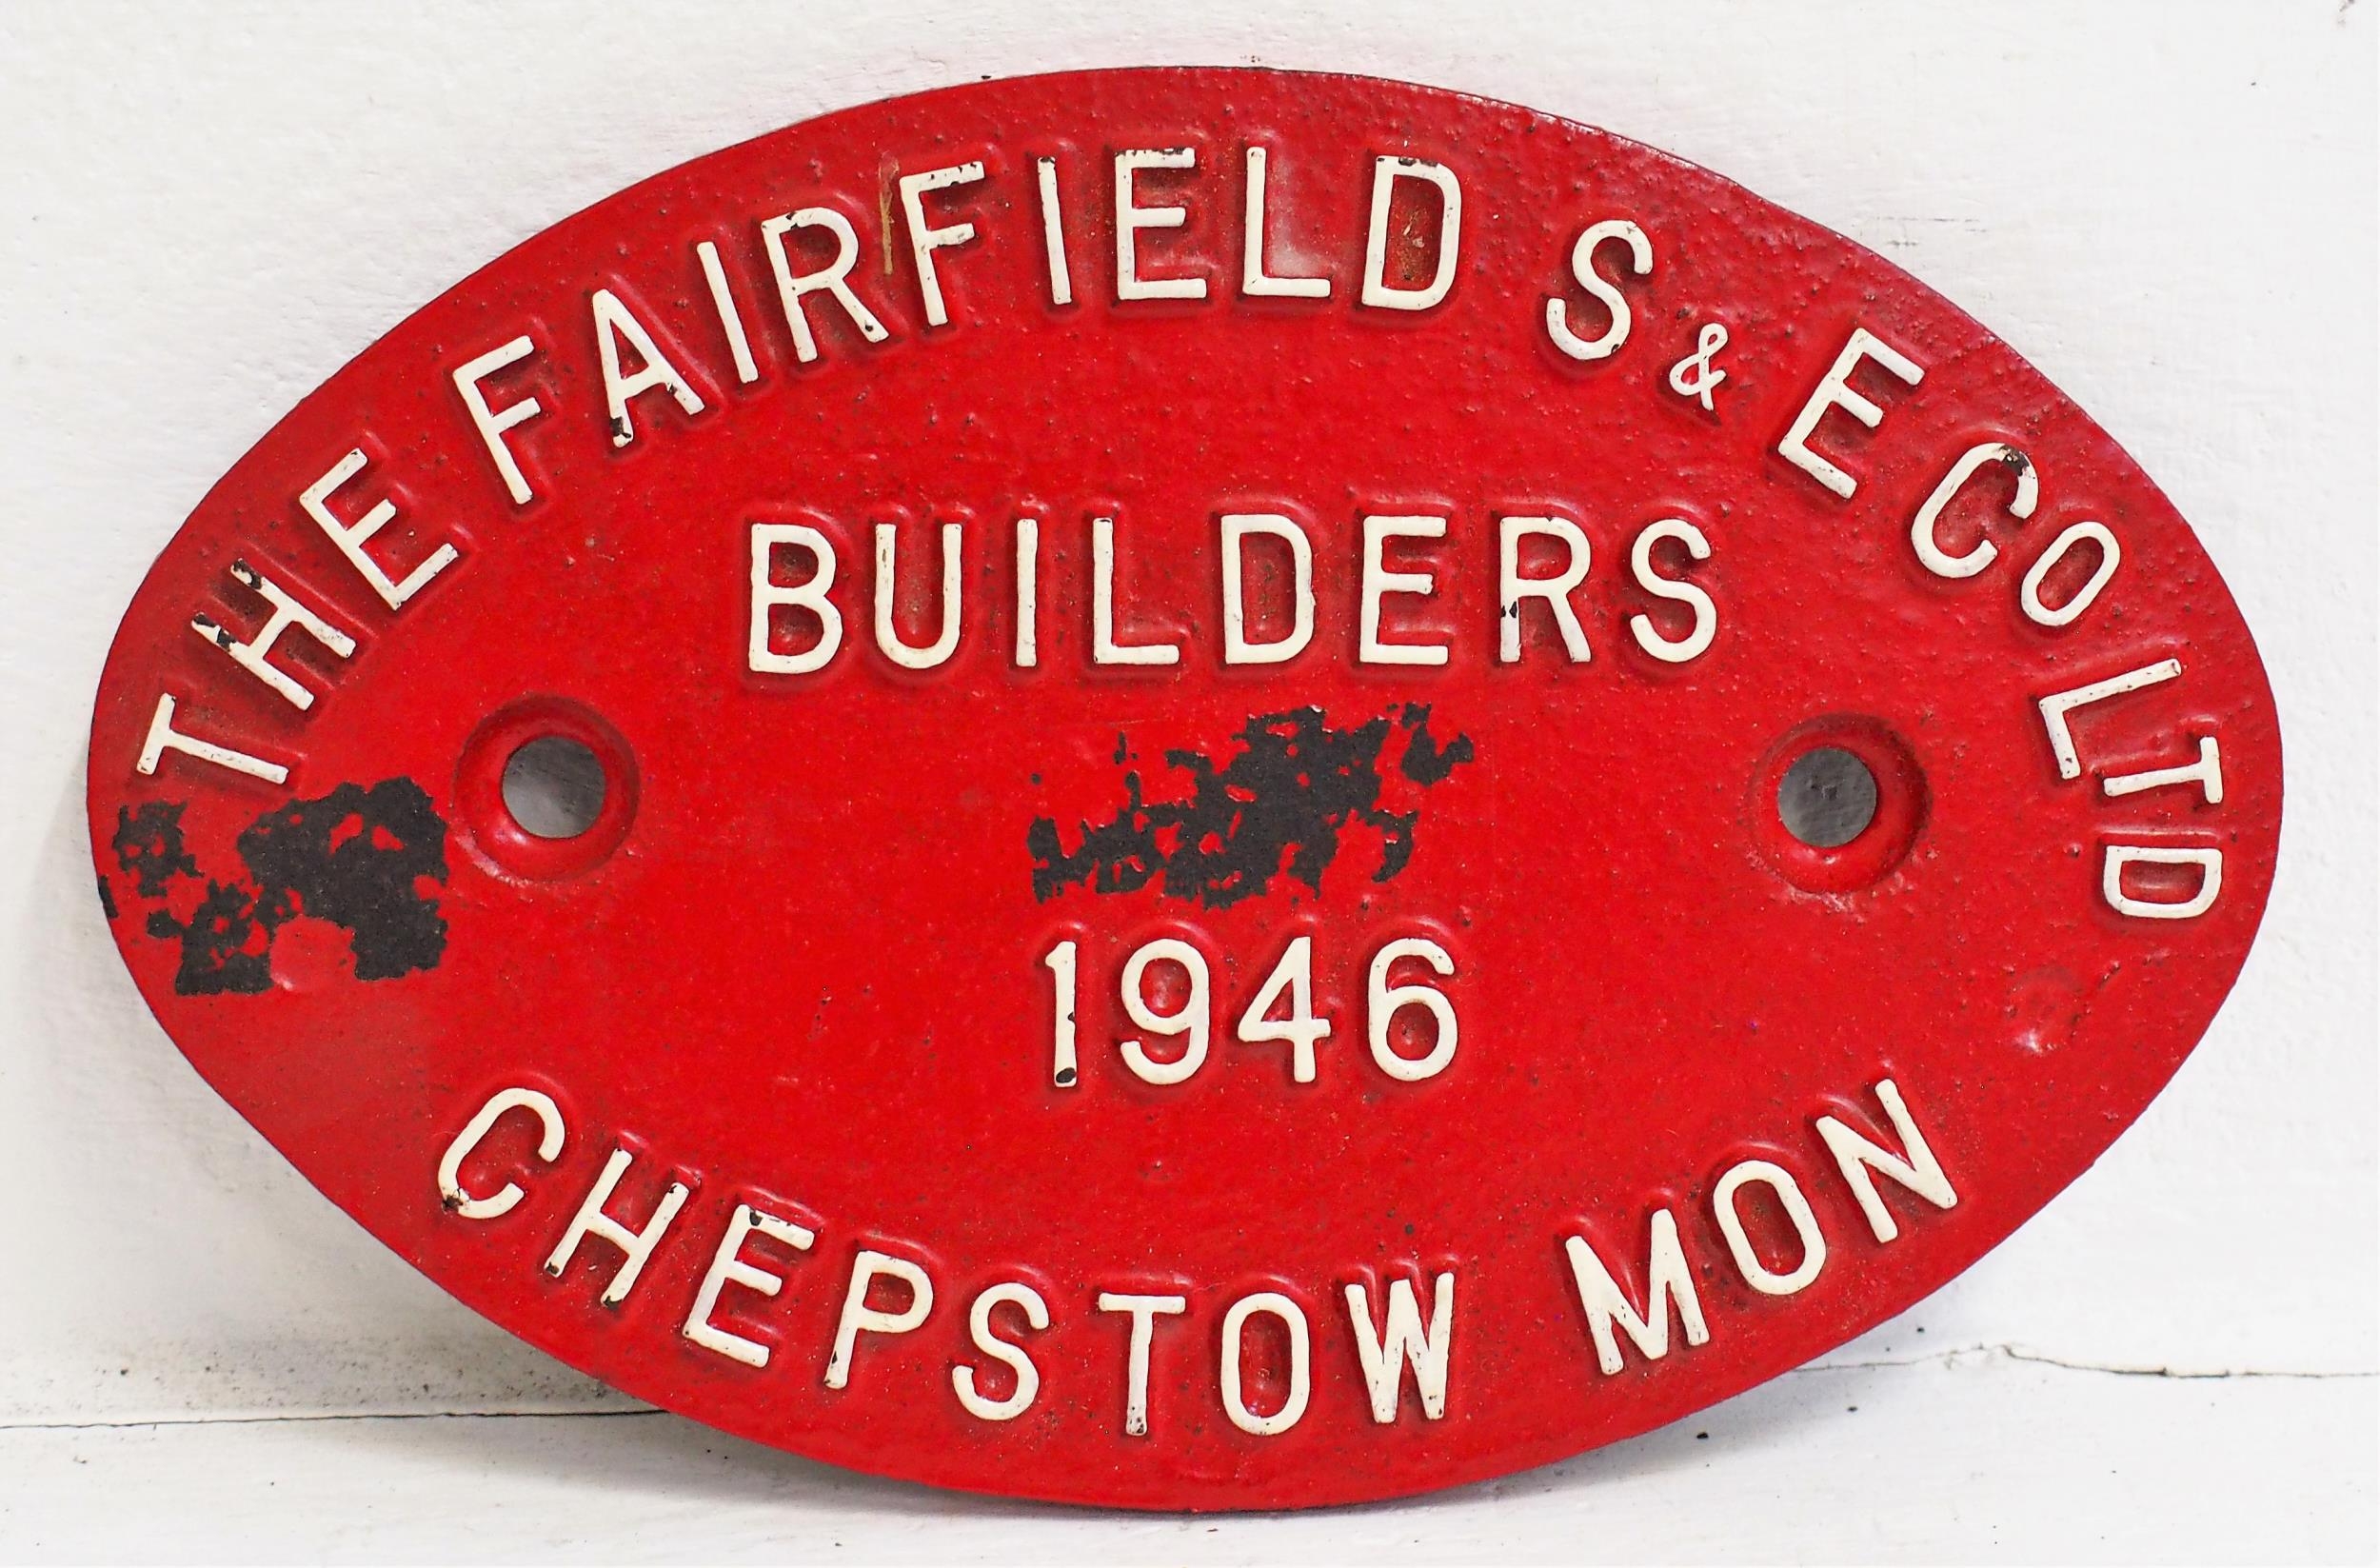 THE FAIRFIELD S & E Co LTD
BUILDERS
1946
CHEPSTOW MON